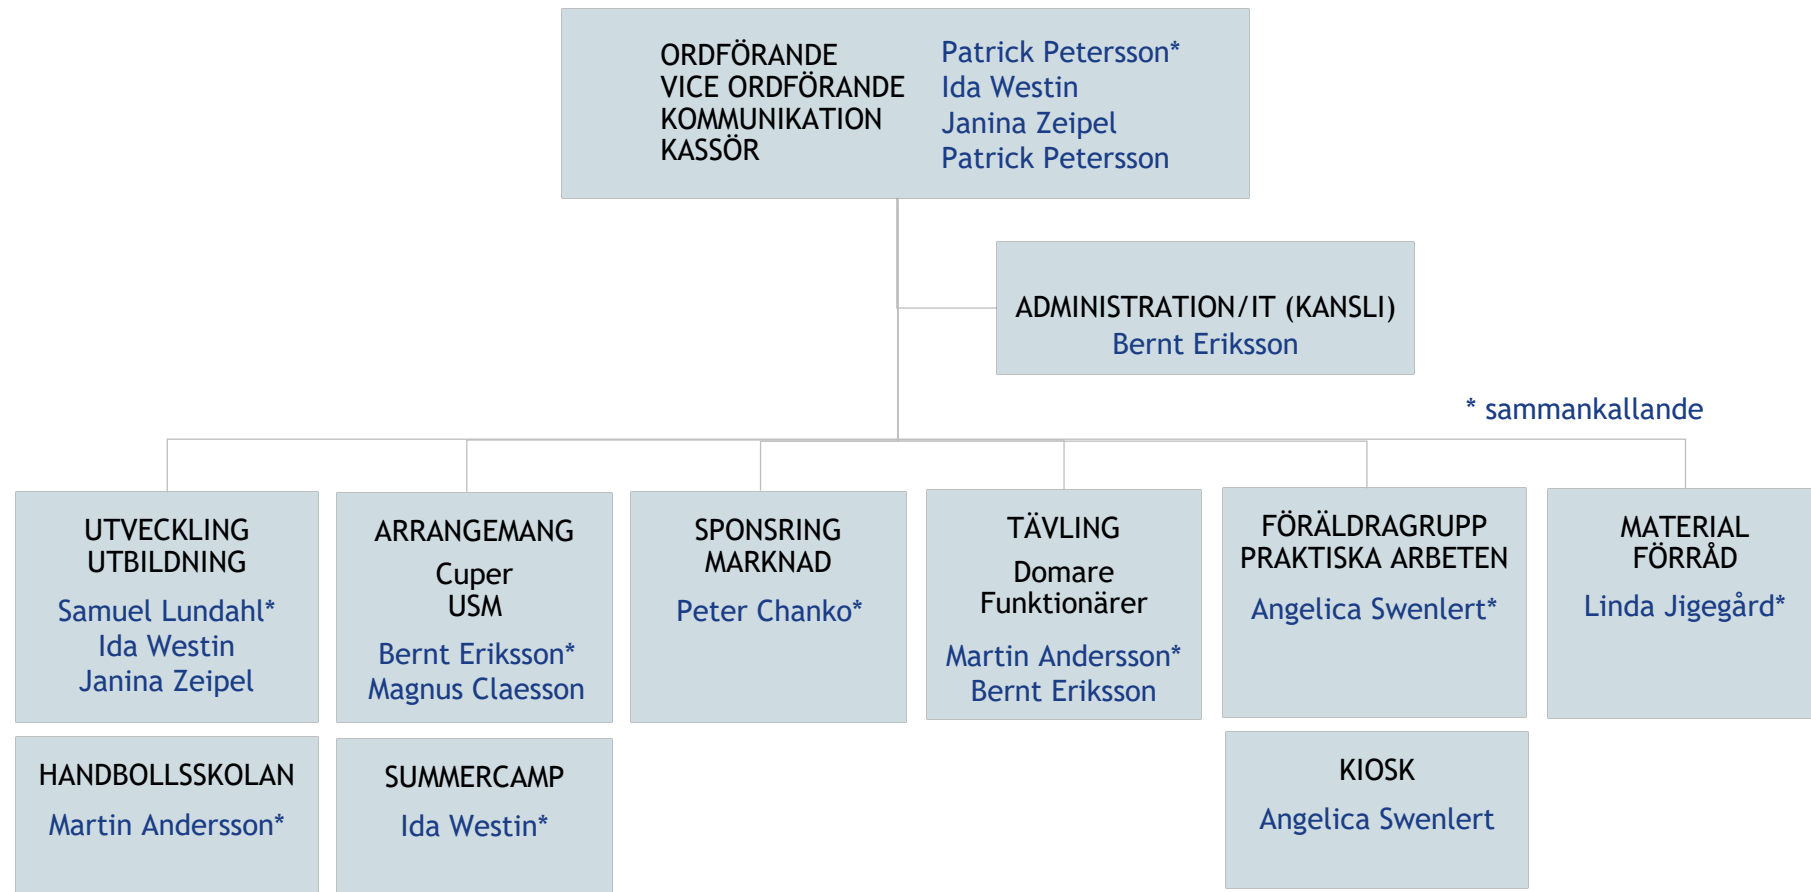 ORDFÖRANDE Patrick Petersson*
VICE ORDFÖRANDE Ida Westin
KOMMUNIKATION Janina Zeipel
KASSÖR Patrick Petersson
ADMINISTRATION/IT (KANSLI)
Bernt Eriksson
* sammankallande
UTVECKLING
UTBILDNING
Samuel Lundahl*
Ida Westin
Janina Zeipel
ARRANGEMANG
Cuper
USM
Bernt Eriksson*
Magnus Claesson
SPONSRING
MARKNAD
Peter Chanko*
TÄVLING
Domare
Funktionärer
Martin Andersson*
Bernt Eriksson
FÖRÄLDRAGRUPP
PRAKTISKA ARBETEN
Angelica Swenlert*
MATERIAL
FÖRRÅD
Linda Jigegård*
HANDBOLLSSKOLAN
Martin Andersson*
SUMMERCAMP
Ida Westin*
KIOSK
Angelica Swenlert